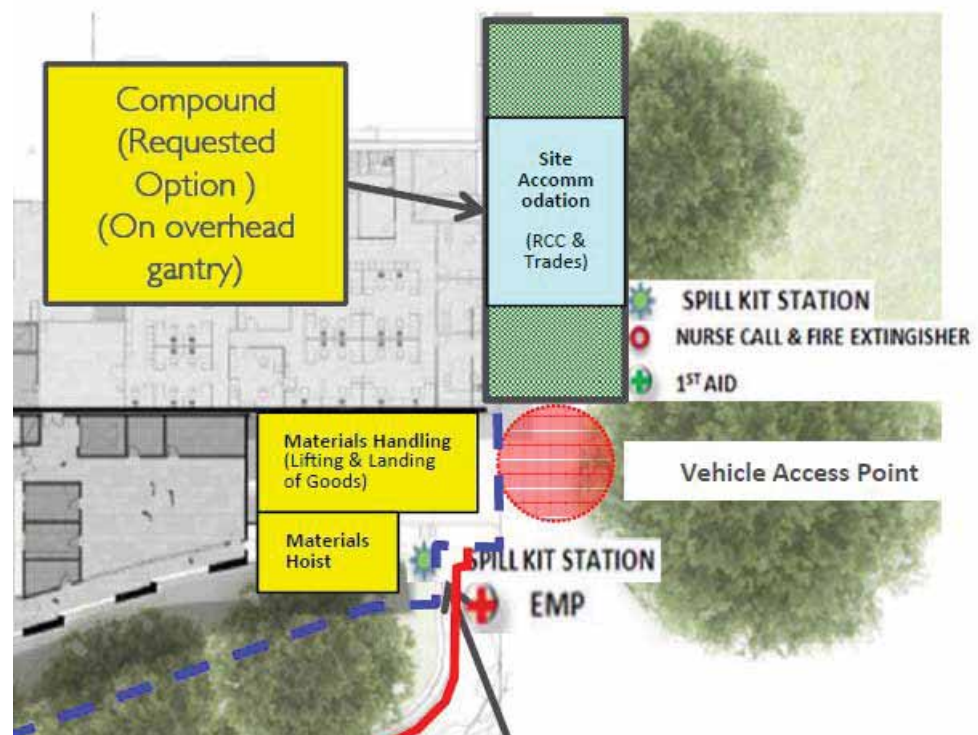 Compound
(Requested
Option )
(On overhead
gantry)
Site
Accomm
odation
(RCC &
Trades)
SPILL KIT STATION
NURSE CALL & FIRE EXTINGISHER
1ST AID
Materials Handling
(Lifting & Landing
of Goods)
Vehicle Access Point
Materials
Hoist
SPILL KIT STATION
EMP